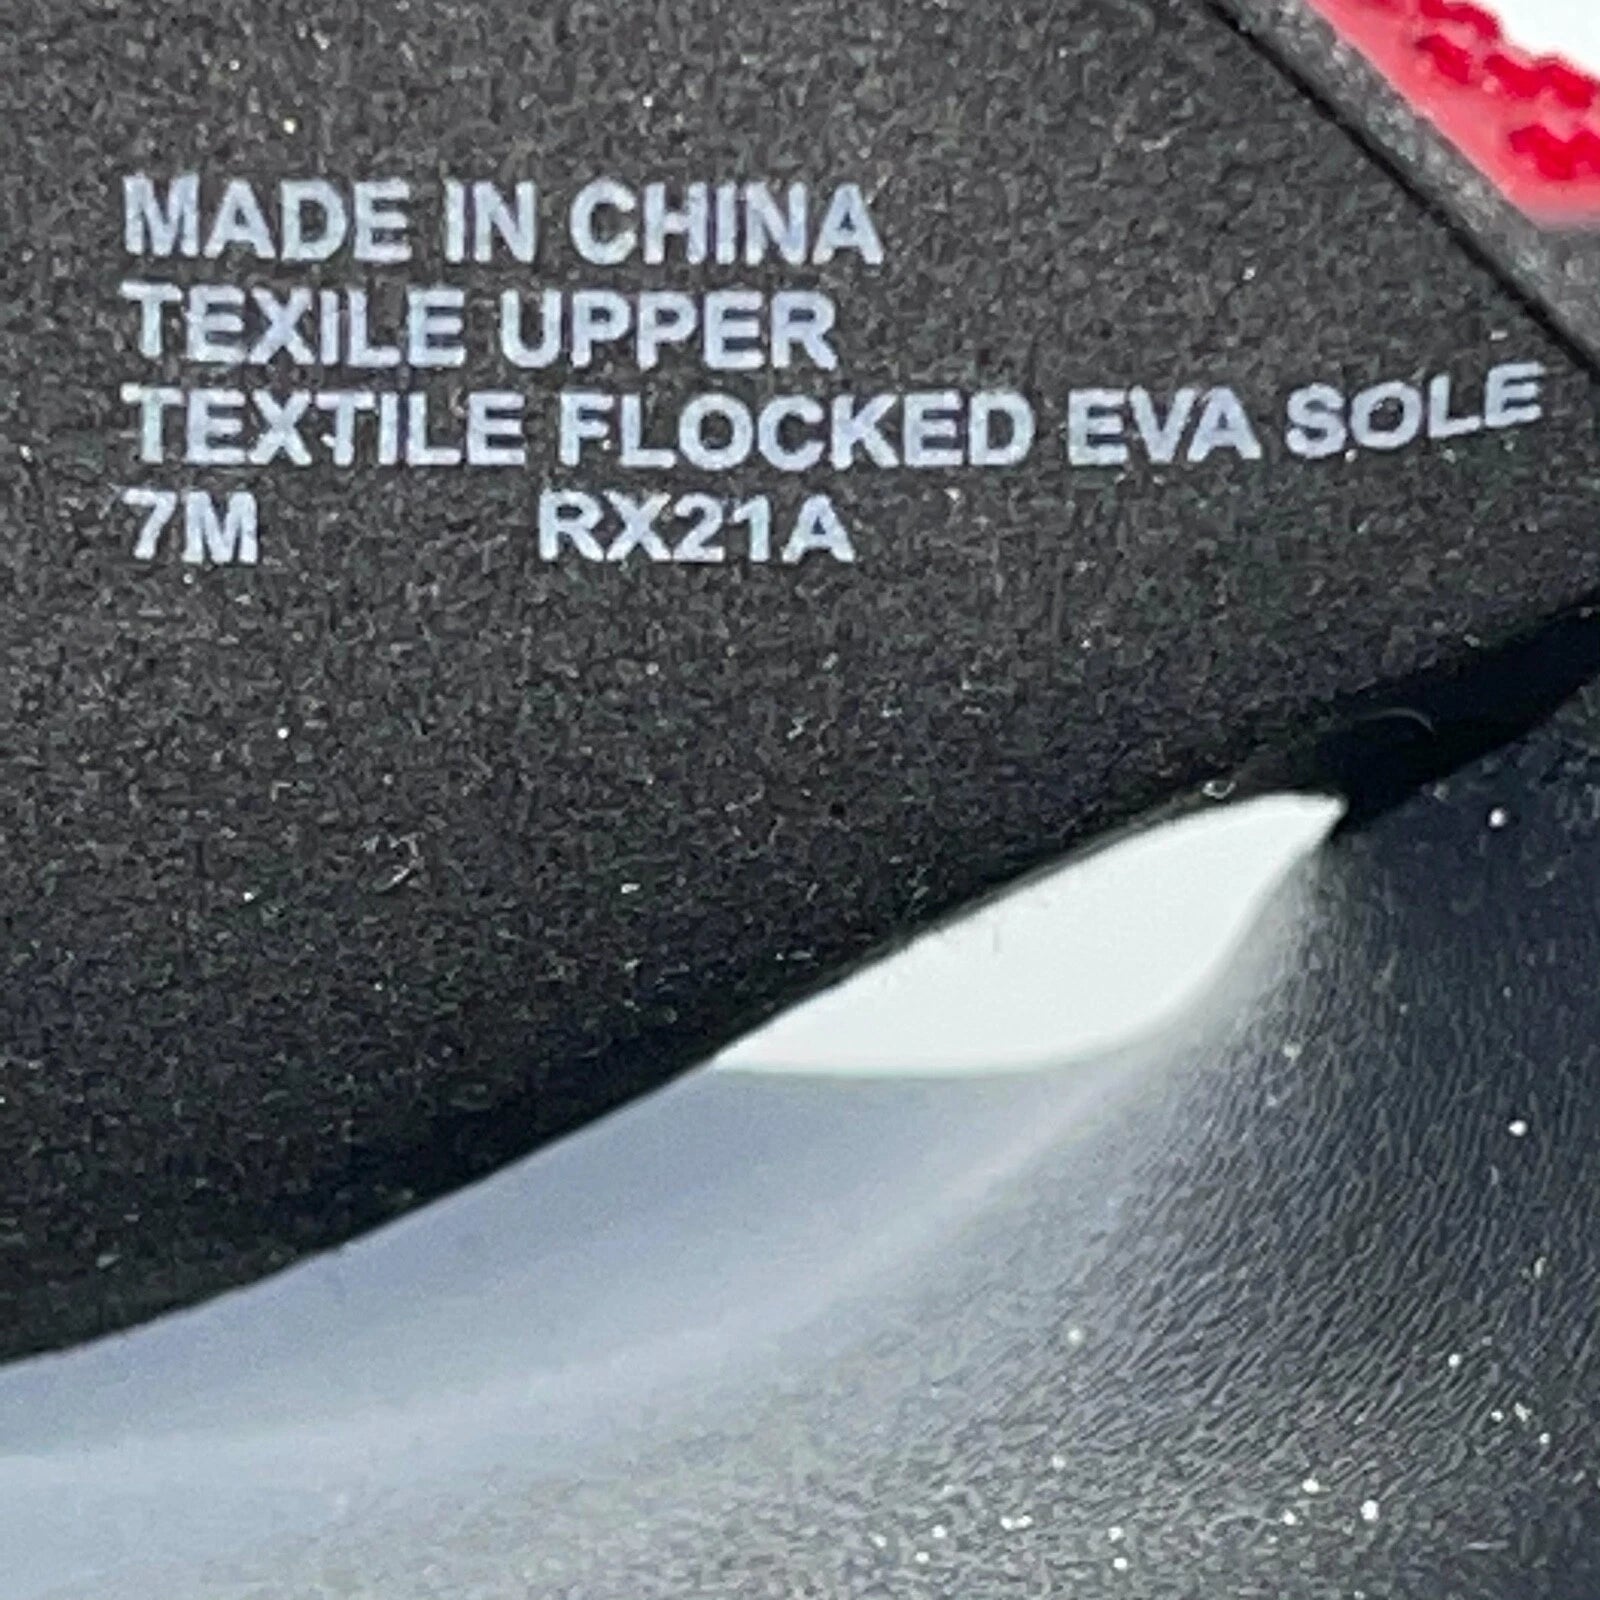 MADE IN CHINA
TEXILE UPPER
TEXTILE FLOCKED EVA SOLE
7M RX21A